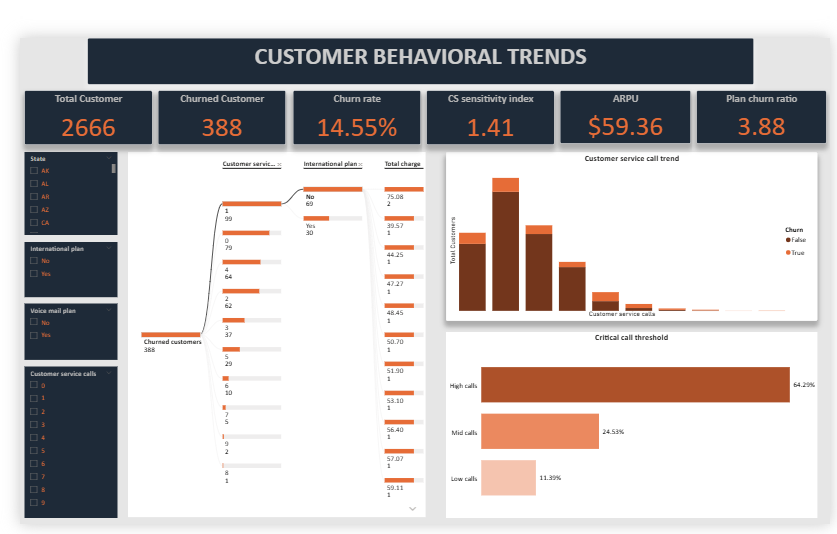 CUSTOMER BEHAVIORAL TRENDS
Total Customer
2666
Churned Customer
388
Churn rate
14.55%
CS sensitivity index
1.41
ARPU
$59.36
Plan churn ratio
3.88
State
AK
AL
AR
AZ
CA
International plan
No
Yes
Voice mail plan
No
Yes
Customer service calls
0
1
2
3
4
5
6
7
8
9
Churned customers
388
Customer servic...
1
99
0
79
4
64
2
62
3
37
5
29
6
10
7
5
9
2
8
1
International plan
No
69
Yes
30
Total charge
75.08
2
39.57
1
44.25
1
47.27
1
48.45
1
50.70
1
51.90
1
53.10
1
56.40
1
57.07
1
59.11
1
Customer service call trend
Total Customers
Customer service calls
Churn
False
True
Critical call threshold
High calls
64.29%
Mid calls
24.53%
Low calls
11.39%